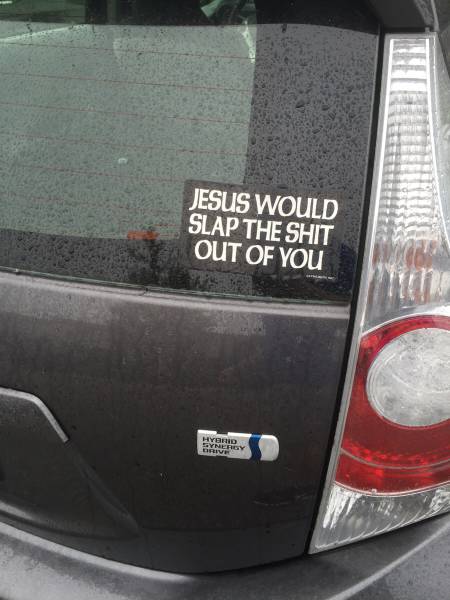 JESUS WOULD
SLAP THE SHIT
OUT OF YOU
HYBRID
SYNERGY
DRIVE